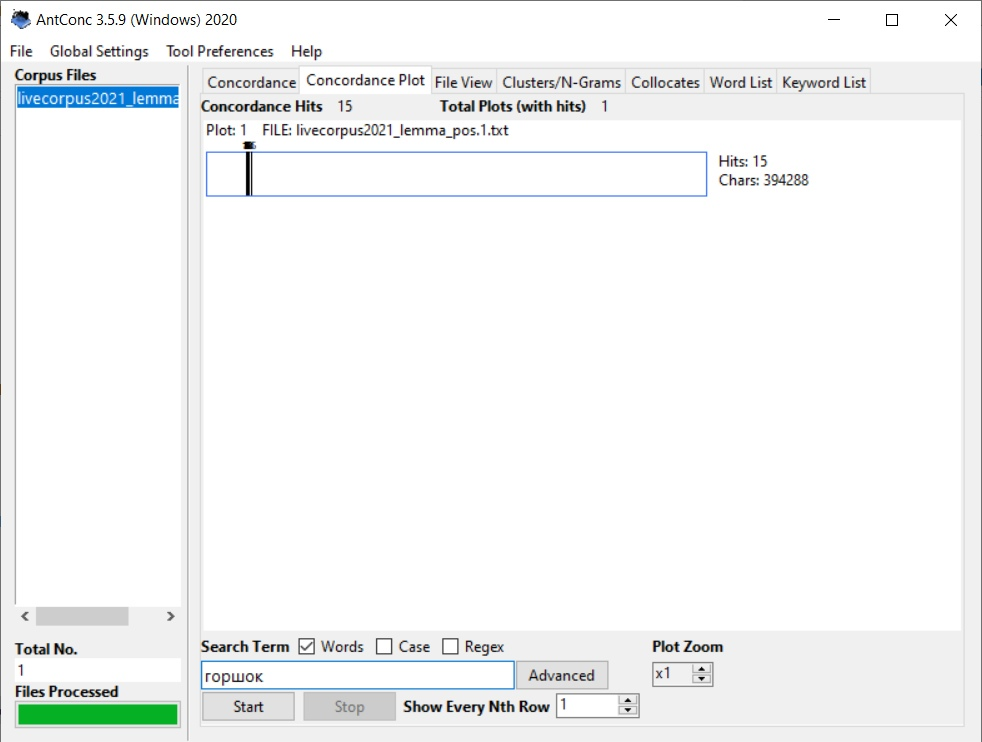 AntConc 3.5.9 (Windows) 2020
File Global Settings Tool Preferences Help
Corpus Files
livecorpus2021_lemma
Concordance Concordance Plot File View Clusters/N-Grams Collocates Word List Keyword List
Concordance Hits 15 Total Plots (with hits) 1
Plot: 1 FILE: livecorpus2021_lemma_pos.1.txt
Hits: 15
Chars: 394288
Total No.
1
Files Processed
Search Term Words Case Regex
горшок Advanced
Start Stop Show Every Nth Row 1
Plot Zoom
x1